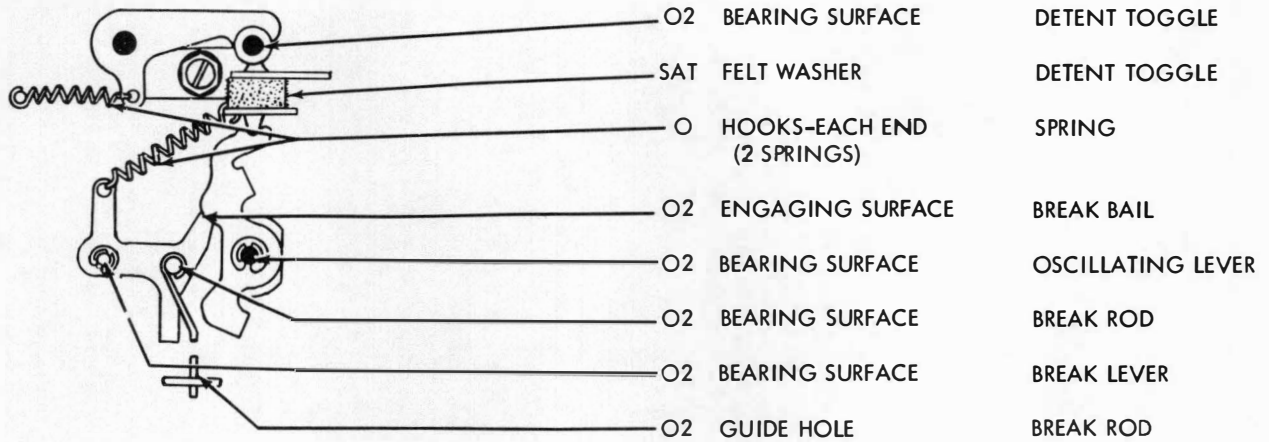 O2 BEARING SURFACE DETENT TOGGLE
SAT FELT WASHER DETENT TOGGLE
O HOOKS-EACH END SPRING
(2 SPRINGS)
O2 ENGAGING SURFACE BREAK BAIL
O2 BEARING SURFACE OSCILLATING LEVER
O2 BEARING SURFACE BREAK ROD
O2 BEARING SURFACE BREAK LEVER
O2 GUIDE HOLE BREAK ROD